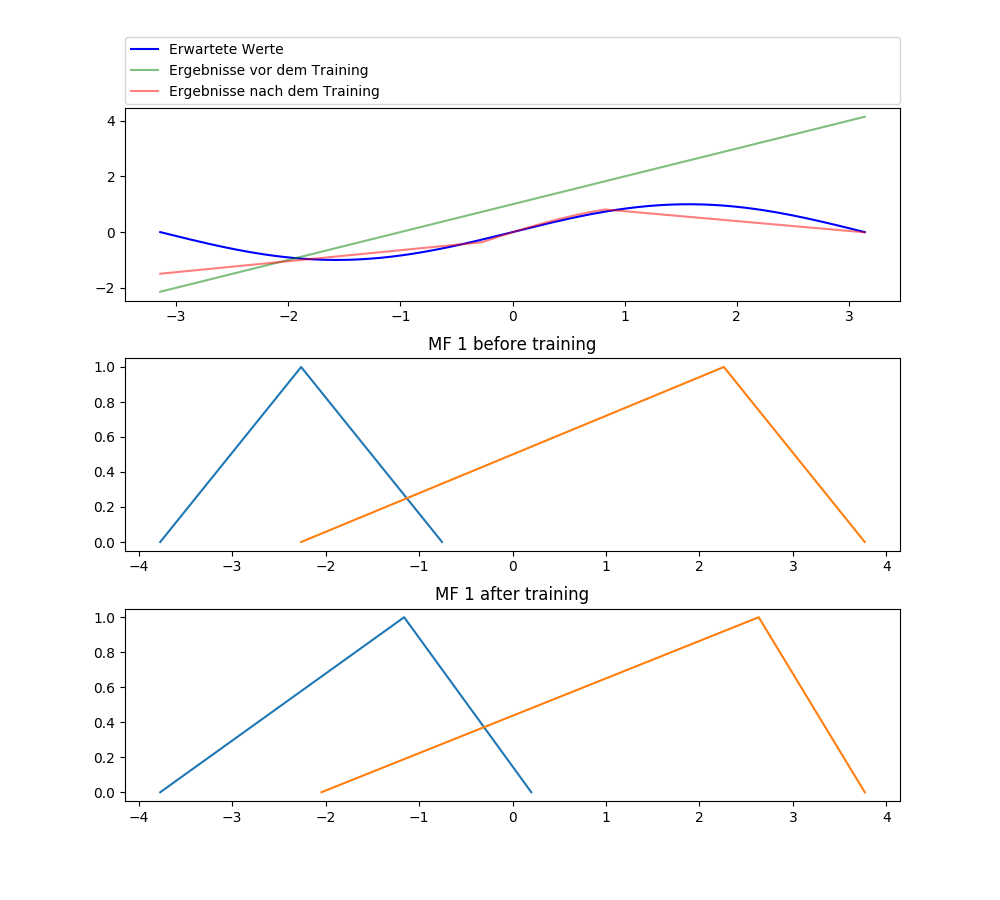 Erwartete Werte
Ergebnisse vor dem Training
Ergebnisse nach dem Training
4
2
0
−2
−3 −2 −1 0 1 2 3
MF 1 before training
1.0
0.8
0.6
0.4
0.2
0.0
−4 −3 −2 −1 0 1 2 3 4
MF 1 after training
1.0
0.8
0.6
0.4
0.2
0.0
−4 −3 −2 −1 0 1 2 3 4